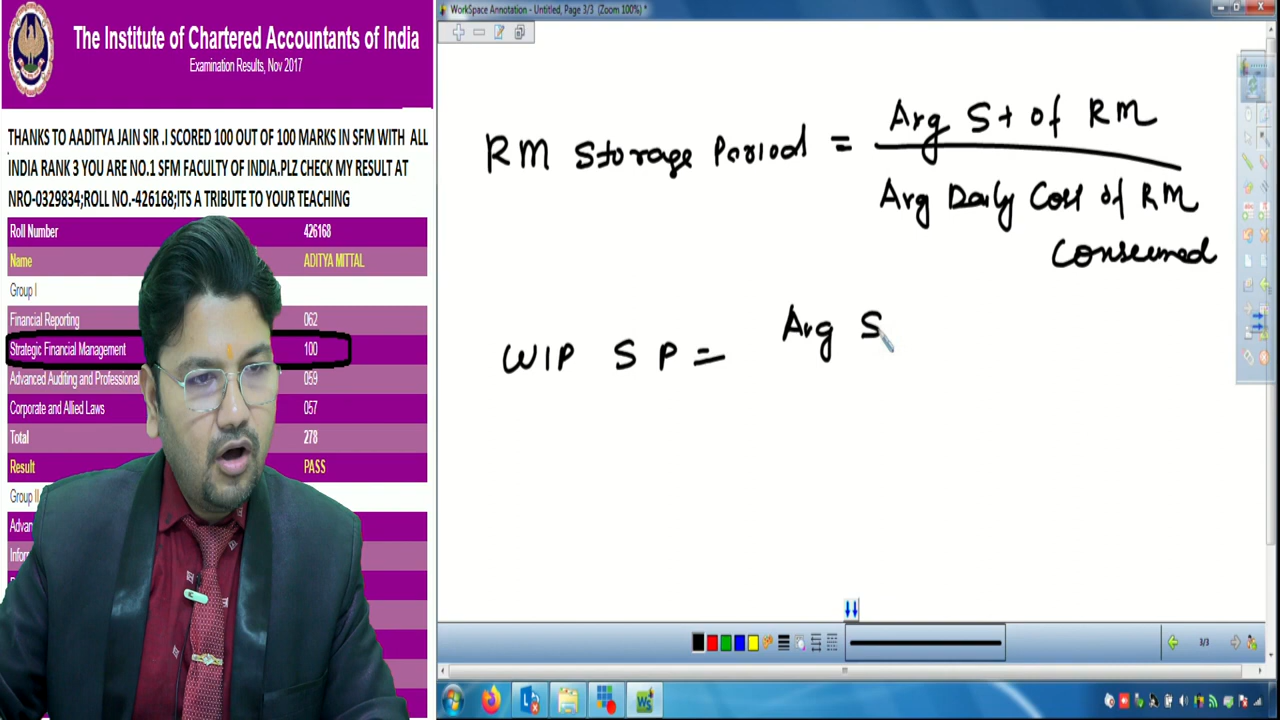 The Institute of Chartered Accountants of India
Examination Results, Nov 2017
THANKS TO AADITYA JAIN SIR .I SCORED 100 OUT OF 100 MARKS IN SFM WITH ALL
INDIA RANK 3 YOU ARE NO.1 SFM FACULTY OF INDIA.PLZ CHECK MY RESULT AT
NRO-0329834;ROLL NO.-426168;ITS A TRIBUTE TO YOUR TEACHING
Roll Number 426168
Name ADITYA MITTAL
Group I
Financial Reporting 062
Strategic Financial Management 100
Advanced Auditing and Professional 059
Corporate and Allied Laws 057
Total 278
Result PASS
Group II
WorkSpace Annotation - Untitled, Page 3/3 (Zoom 100%) *
RM Storage Period = Avg St of RM
Avg Daily Cost of RM
Consumed
WIP S P = Avg S
3/3